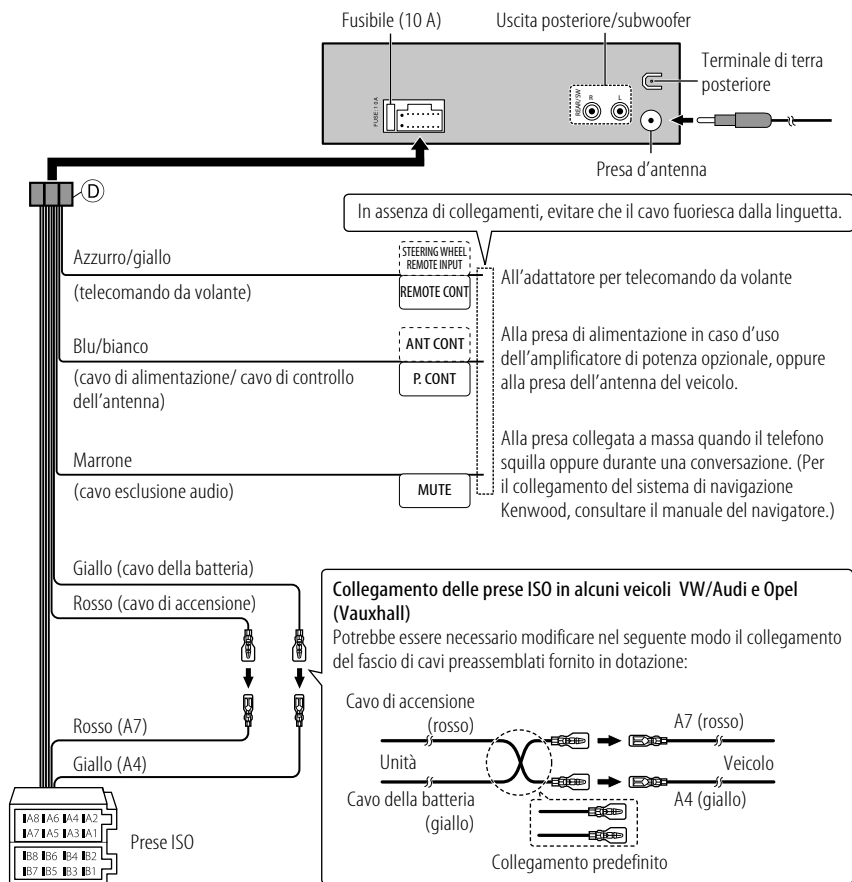 Fusibile (10 A)
Uscita posteriore/subwoofer
Terminale di terra
posteriore
FUSE: 10A
REAR/SW
R
L
Presa d'antenna
D
In assenza di collegamenti, evitare che il cavo fuoriesca dalla linguetta.
Azzurro/giallo
(telecomando da volante)
STEERING WHEEL
REMOTE INPUT
REMOTE CONT
All'adattatore per telecomando da volante
Blu/bianco
(cavo di alimentazione/ cavo di controllo
dell'antenna)
ANT CONT
P. CONT
Alla presa di alimentazione in caso d'uso
dell'amplificatore di potenza opzionale, oppure
alla presa dell'antenna del veicolo.
Marrone
(cavo esclusione audio)
MUTE
Alla presa collegata a massa quando il telefono
squilla oppure durante una conversazione. (Per
il collegamento del sistema di navigazione
Kenwood, consultare il manuale del navigatore.)
Giallo (cavo della batteria)
Rosso (cavo di accensione)
Rosso (A7)
Giallo (A4)
A8 A6 A4 A2
A7 A5 A3 A1
B8 B6 B4 B2
B7 B5 B3 B1
Prese ISO
Collegamento delle prese ISO in alcuni veicoli VW/Audi e Opel
(Vauxhall)
Potrebbe essere necessario modificare nel seguente modo il collegamento
del fascio di cavi preassemblati fornito in dotazione:
Cavo di accensione
(rosso)
A7 (rosso)
Unità
Veicolo
Cavo della batteria
(giallo)
A4 (giallo)
Collegamento predefinito